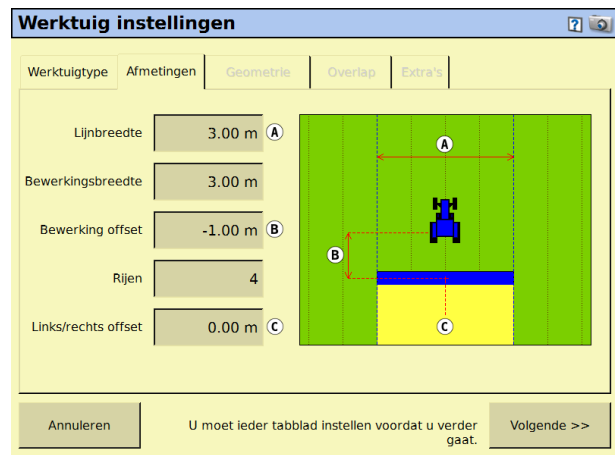 Werktuig instellingen
?
Werktuigtype Afmetingen Geometrie Overlap Extra's
Lijnbreedte 3.00 m A
Bewerkingsbreedte 3.00 m
Bewerking offset -1.00 m B
Rijen 4
Links/rechts offset 0.00 m C
A
B
C
Annuleren
U moet ieder tabblad instellen voordat u verder
gaat.
Volgende >>